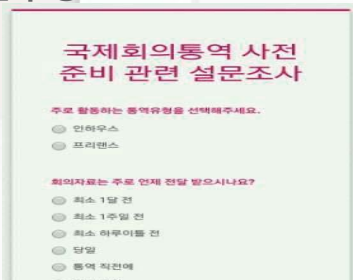 국제회의통역 사전
준비 관련 설문조사
주로 활동하는 통역유형을 선택해주세요.
인하우스
프리랜스
회의자료는 주로 언제 전달 받으시나요?
최소 1달 전
최소 1주일 전
최소 하루이틀 전
당일
통역 직전에